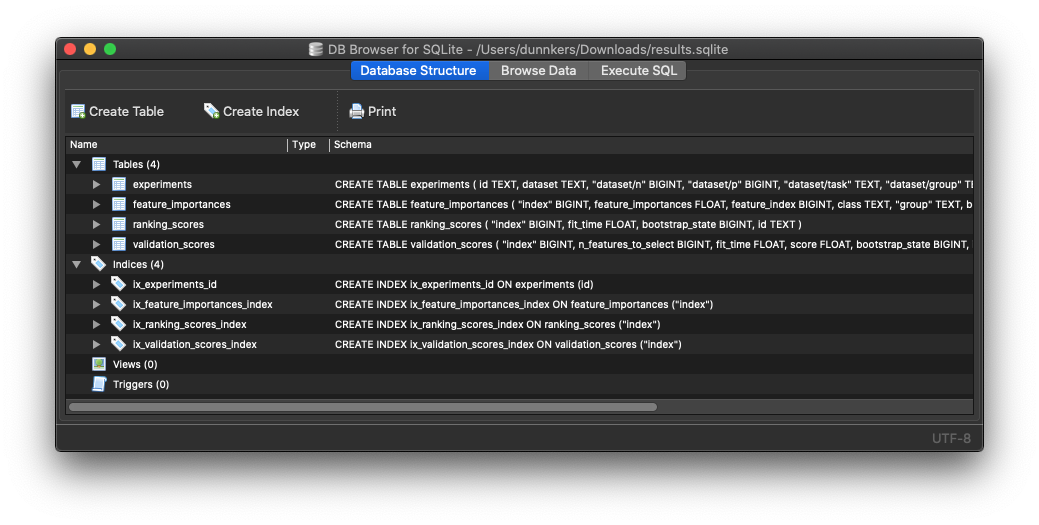 DB Browser for SQLite - /Users/dunnkers/Downloads/results.sqlite
Database Structure Browse Data Execute SQL
Create Table Create Index Print
Name Type Schema
Tables (4)
experiments CREATE TABLE experiments ( id TEXT, dataset TEXT, "dataset/n" BIGINT, "dataset/p" BIGINT, "dataset/task" TEXT, "dataset/group" TE
feature_importances CREATE TABLE feature_importances ( "index" BIGINT, feature_importances FLOAT, feature_index BIGINT, class TEXT, "group" TEXT, b
ranking_scores CREATE TABLE ranking_scores ( "index" BIGINT, fit_time FLOAT, bootstrap_state BIGINT, id TEXT )
validation_scores CREATE TABLE validation_scores ( "index" BIGINT, n_features_to_select BIGINT, fit_time FLOAT, score FLOAT, bootstrap_state BIGINT,
Indices (4)
ix_experiments_id CREATE INDEX ix_experiments_id ON experiments (id)
ix_feature_importances_index CREATE INDEX ix_feature_importances_index ON feature_importances ("index")
ix_ranking_scores_index CREATE INDEX ix_ranking_scores_index ON ranking_scores ("index")
ix_validation_scores_index CREATE INDEX ix_validation_scores_index ON validation_scores ("index")
Views (0)
Triggers (0)
UTF-8